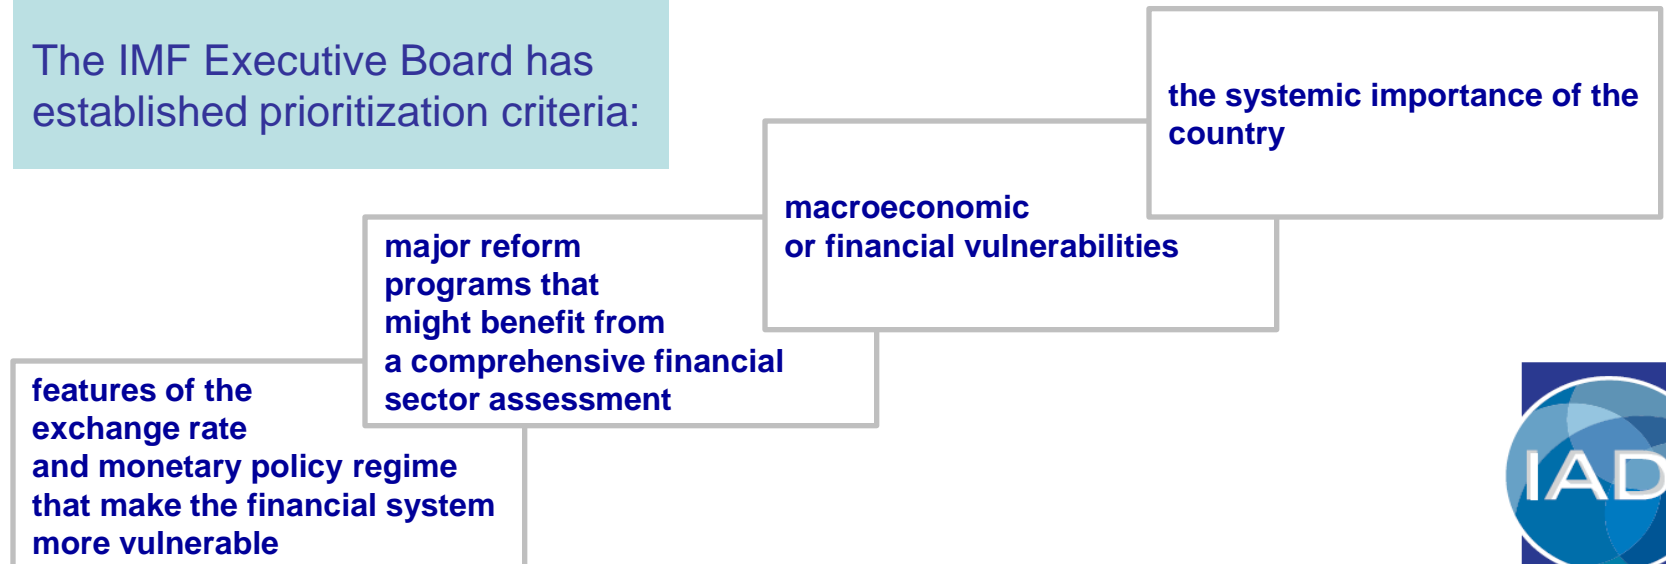 The IMF Executive Board has
established prioritization criteria:
the systemic importance of the
country
macroeconomic
or financial vulnerabilities
major reform
programs that
might benefit from
a comprehensive financial
sector assessment
features of the
exchange rate
and monetary policy regime
that make the financial system
more vulnerable
IAD